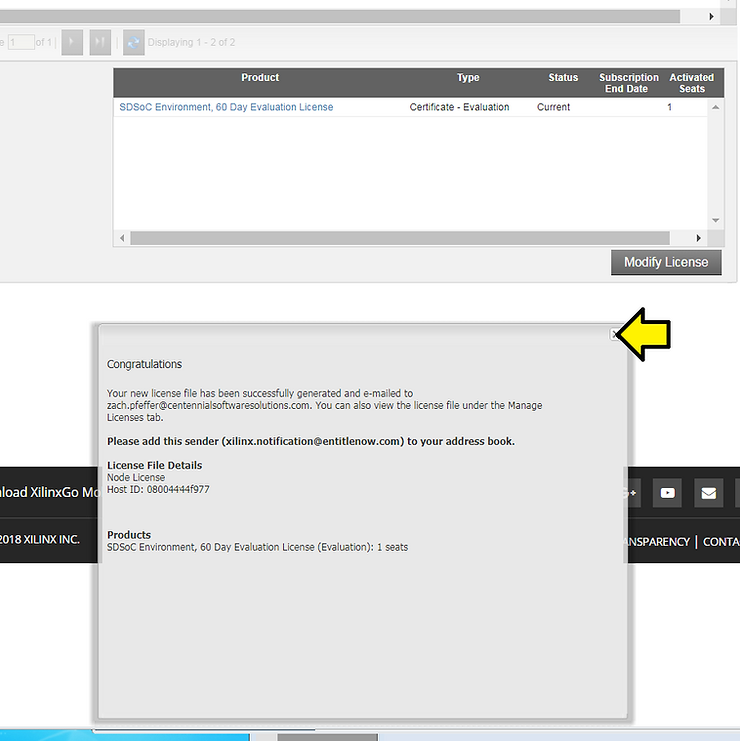 1 of 1 Displaying 1 - 2 of 2
Product Type Status Subscription End Date Activated Seats
SDSoC Environment, 60 Day Evaluation License Certificate - Evaluation Current 1
Modify License
Congratulations
Your new license file has been successfully generated and e-mailed to
zach.pfeffer@centennialsoftwaresolutions.com. You can also view the license file under the Manage
Licenses tab.
Please add this sender (xilinx.notification@entitlenow.com) to your address book.
License File Details
Node License
Host ID: 08004444f977
Products
SDSoC Environment, 60 Day Evaluation License (Evaluation): 1 seats
nload XilinxGo Mo
2018 XILINX INC.
ANSPARENCY | CONTA